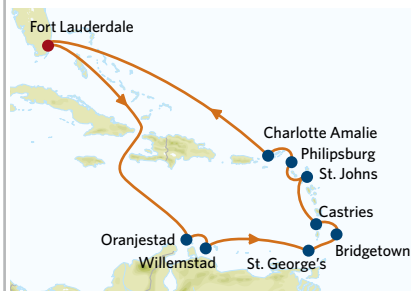 Fort Lauderdale
Charlotte Amalie
Philipsburg
St. Johns
Castries
Oranjestad
Bridgetown
Willemstad
St. George's